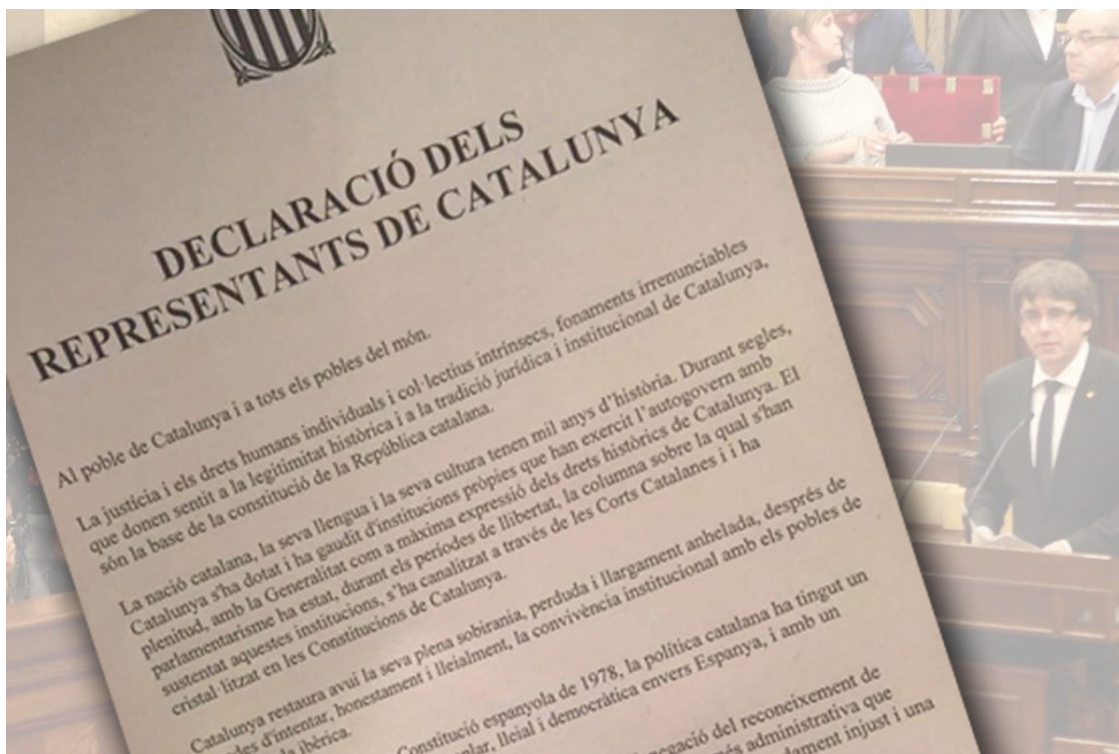 DECLARACIÓ DELS
REPRESENTANTS DE CATALUNYA
Al poble de Catalunya i a tots els pobles del món.
La justícia i els drets humans individuals i col·lectius intrínsecs, fonaments irrenunciables
que donen sentit a la legitimitat històrica i a la tradició jurídica i institucional de Catalunya,
són la base de la constitució de la República catalana.
La nació catalana, la seva llengua i la seva cultura tenen mil anys d'història. Durant segles,
Catalunya s'ha dotat i ha gaudit d'institucions pròpies que han exercit l'autogovern amb
plenitud, amb la Generalitat com a màxima expressió dels drets històrics de Catalunya. El
parlamentarisme ha estat, durant els períodes de llibertat, la columna sobre la qual s'han
sustentat aquestes institucions, s'ha canalitzat a través de les Corts Catalanes i i ha
cristal·litzat en les Constitucions de Catalunya.
Catalunya restaura avui la seva plena sobirania, perduda i llargament anhelada, després de
d'intentar, honestament i lleialment, la convivència institucional amb els pobles de
ibèrica.
Constitució espanyola de 1978, la política catalana ha tingut un
lleial i democràtica envers Espanya, i amb un
del reconeixement de
administrativa que
injust i una